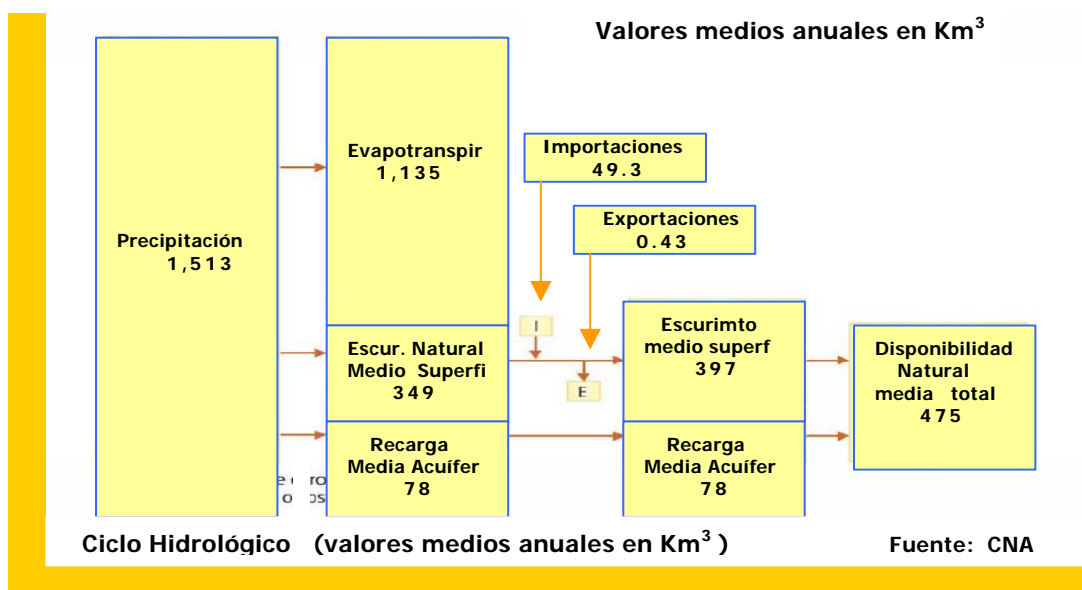 Valores medios anuales en Km³
Precipitación
1,513
Evapotranspir
1,135
Importaciones
49.3
Exportaciones
0.43
I
E
Escur. Natural
Medio Superfi
349
Escurimto
medio superf
397
Disponibilidad
Natural
media total
475
Recarga
Media Acuífer
78
Recarga
Media Acuífer
78
Ciclo Hidrológico (valores medios anuales en Km³ )
Fuente: CNA